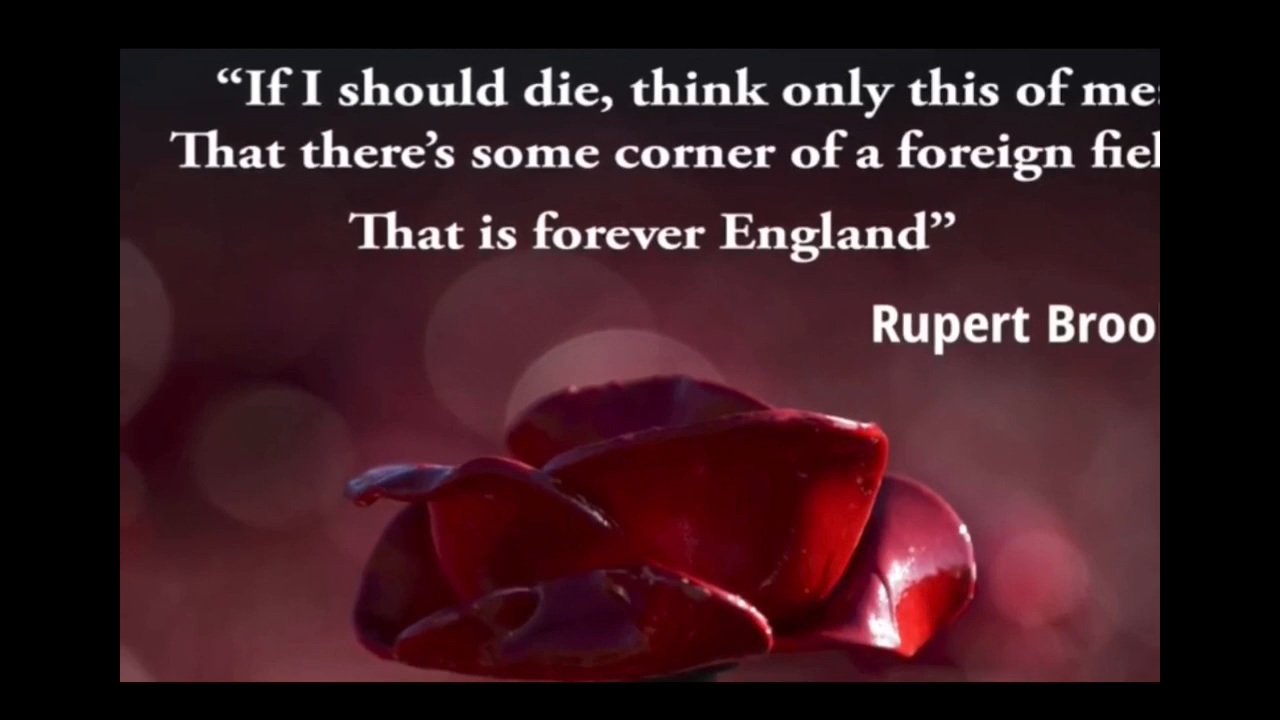 “If I should die, think only this of me:
That there’s some corner of a foreign fiel
That is forever England”
Rupert Broo